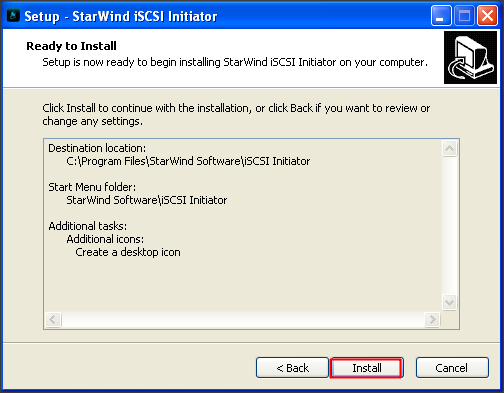 Setup - StarWind iSCSI Initiator
Ready to Install
Setup is now ready to begin installing StarWind iSCSI Initiator on your computer.
Click Install to continue with the installation, or click Back if you want to review or
change any settings.
Destination location:
C:\Program Files\StarWind Software\iSCSI Initiator
Start Menu folder:
StarWind Software\iSCSI Initiator
Additional tasks:
Additional icons:
Create a desktop icon
< Back
Install
Cancel